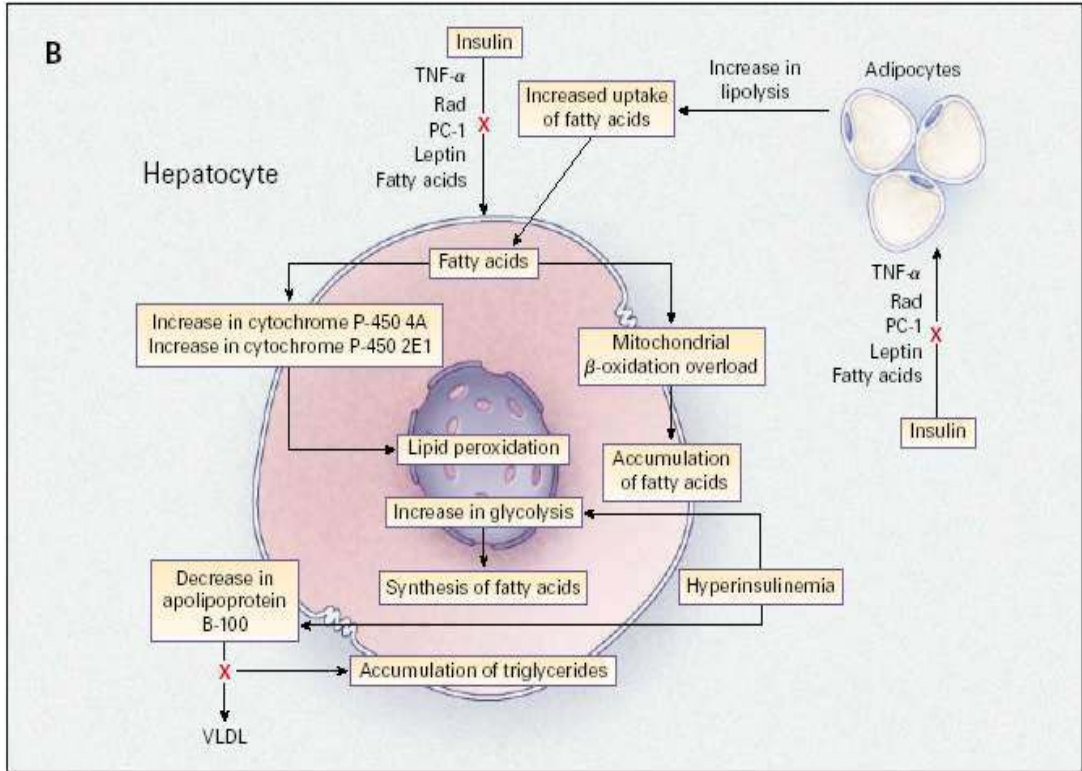 B
Insulin
TNF-α
Rad
PC-1
X
Leptin
Fatty acids
Increased uptake
of fatty acids
Increase in
lipolysis
Adipocytes
Hepatocyte
Fatty acids
Increase in cytochrome P-450 4A
Increase in cytochrome P-450 2E1
Mitochondrial
β-oxidation overload
TNF-α
Rad
PC-1
X
Leptin
Fatty acids
Insulin
Lipid peroxidation
Accumulation
of fatty acids
Increase in glycolysis
Synthesis of fatty acids
Hyperinsulinemia
Decrease in
apolipoprotein
B-100
X
Accumulation of triglycerides
VLDL